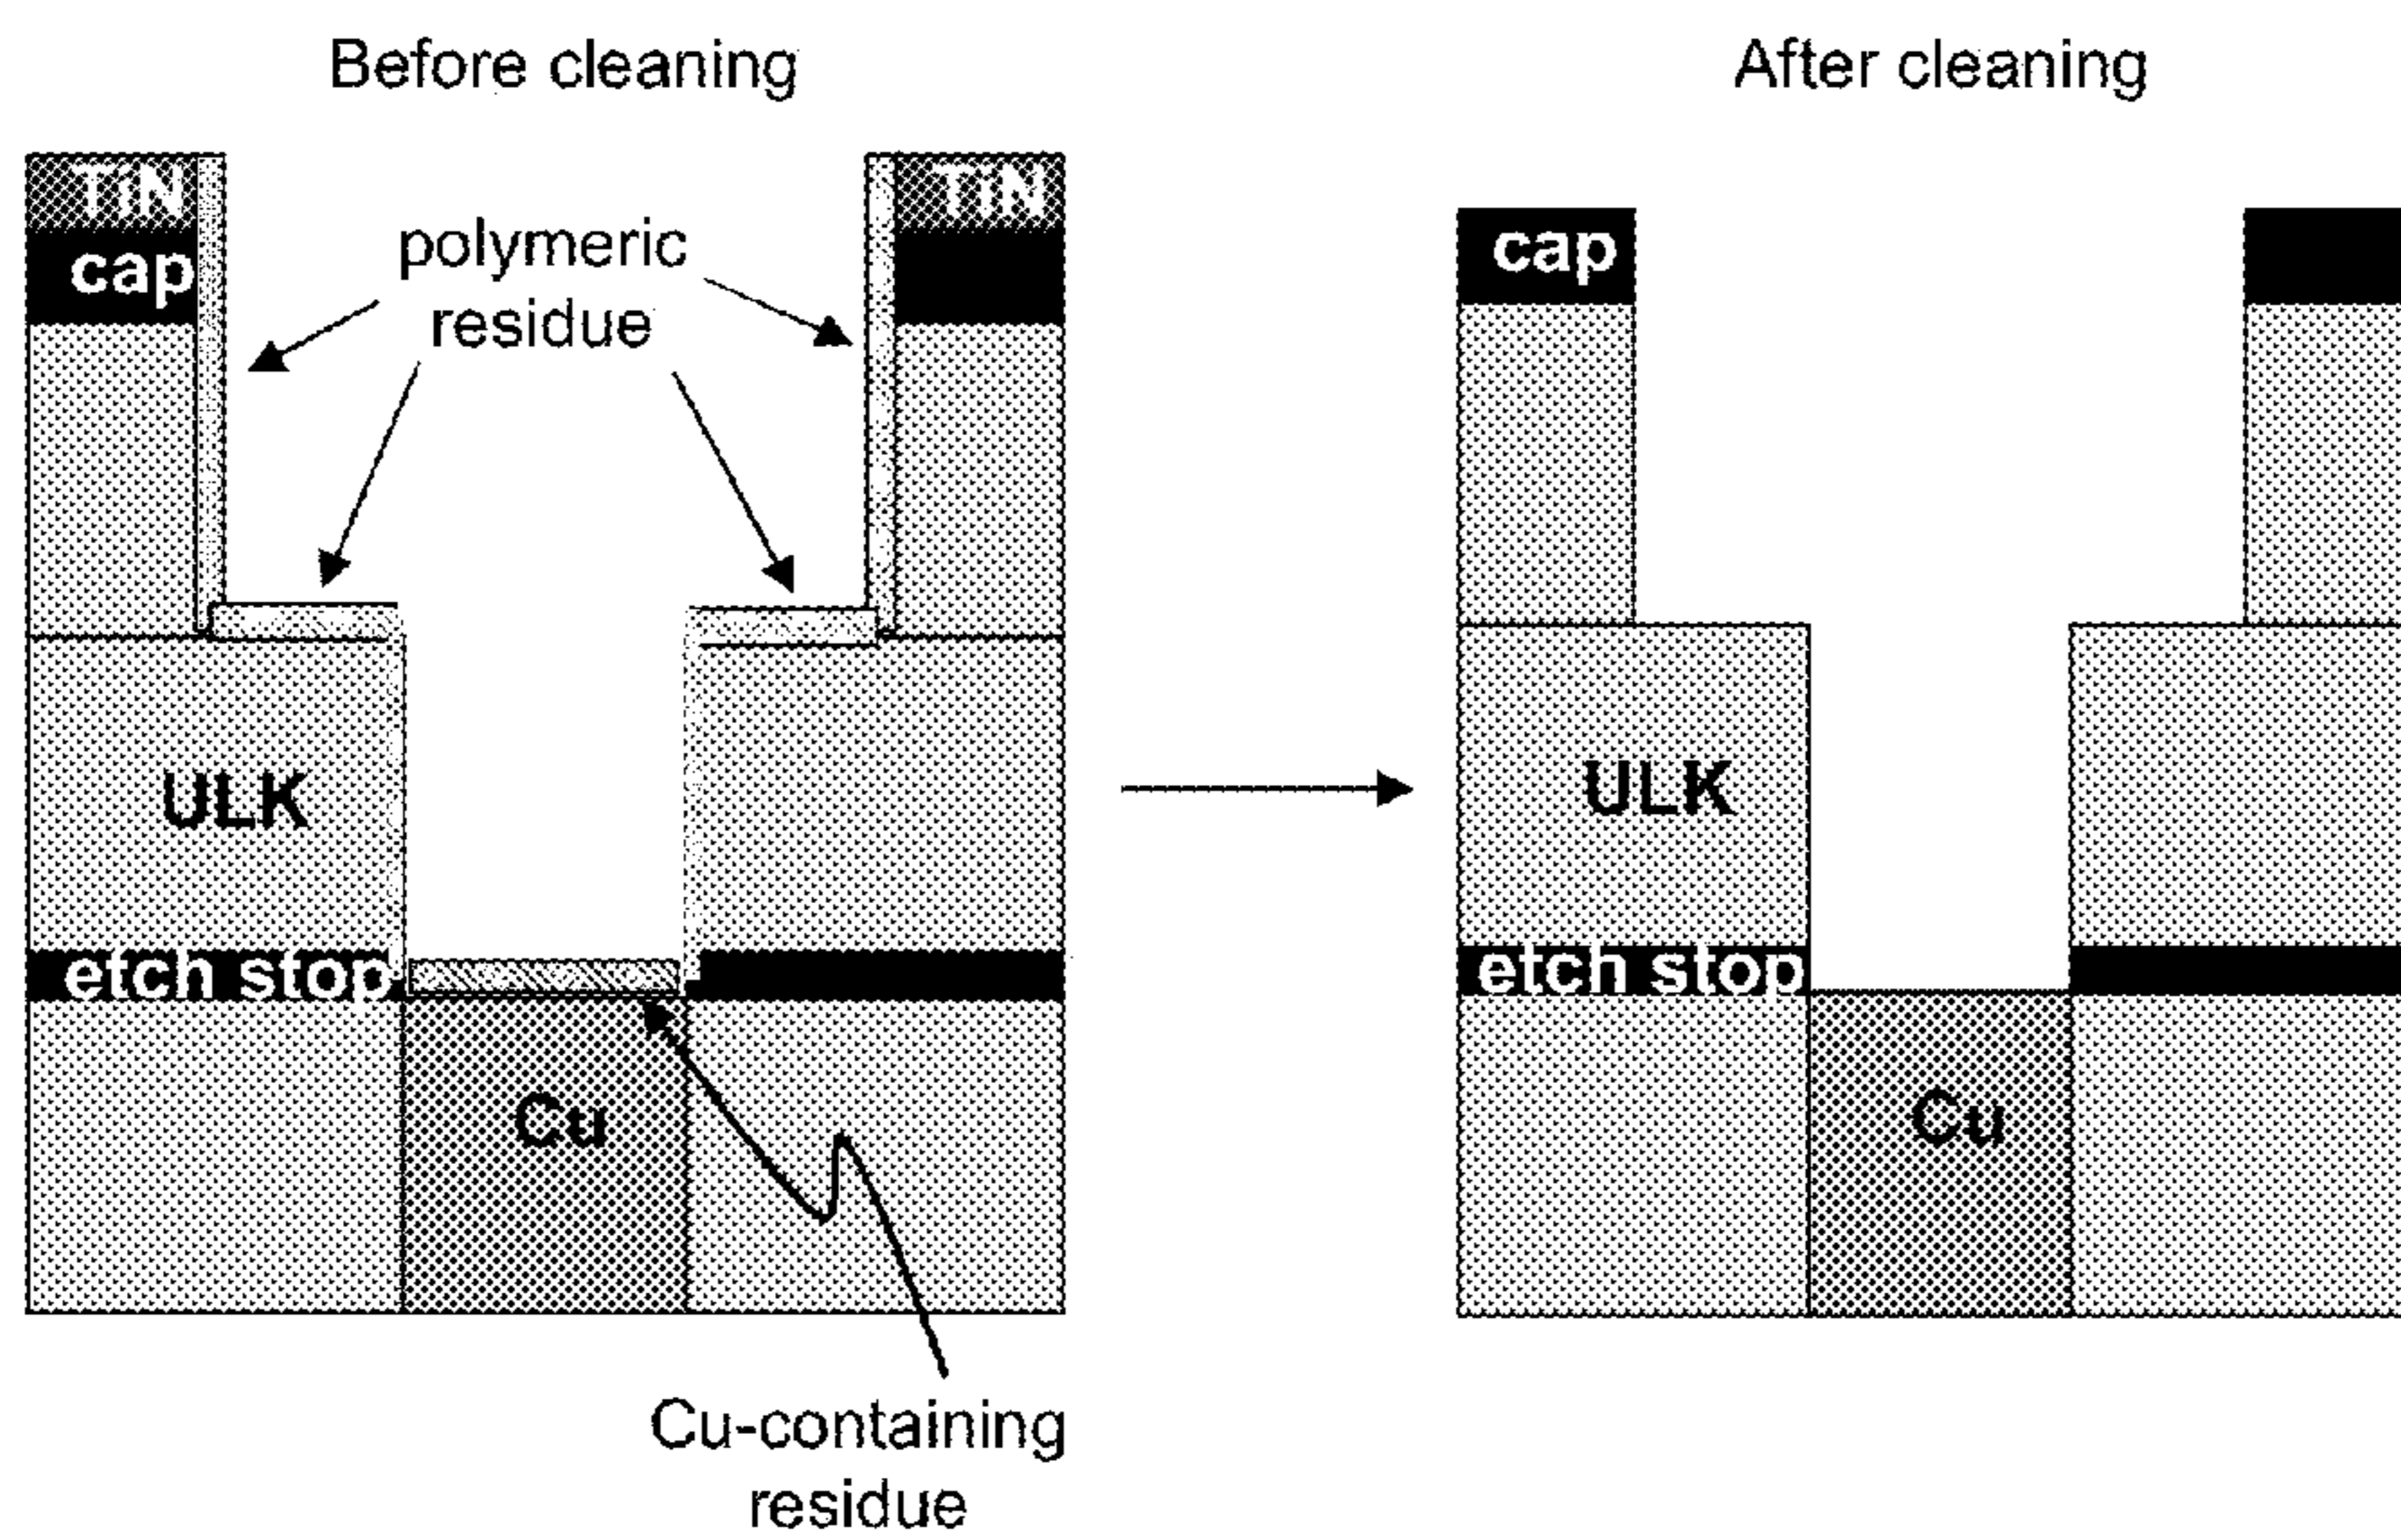 Before cleaning
After cleaning
TiN
TiN
cap
polymeric
residue
cap
ULK
ULK
etch stop
etch stop
Cu
Cu
Cu-containing
residue